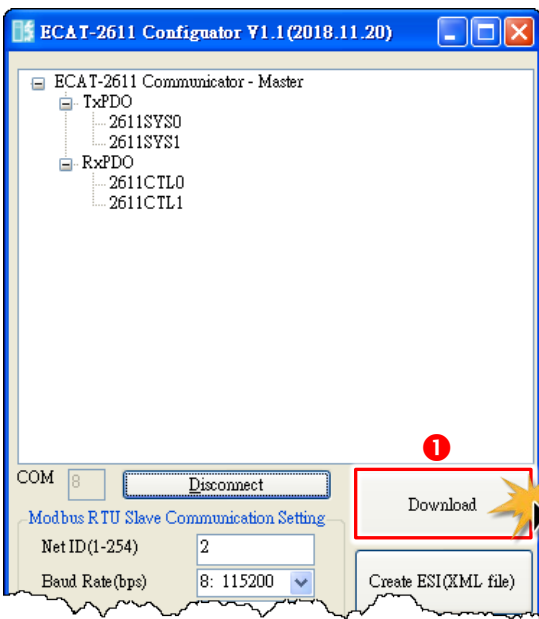 ECAT-2611 Configuator V1.1(2018.11.20)
ECAT-2611 Communicator - Master
TxPDO
2611SYS0
2611SYS1
RxPDO
2611CTL0
2611CTL1
1
COM 8 Disconnect
Download
Modbus RTU Slave Communication Setting
Net ID(1-254) 2
Baud Rate(bps) 8: 115200
Create ESI(XML file)